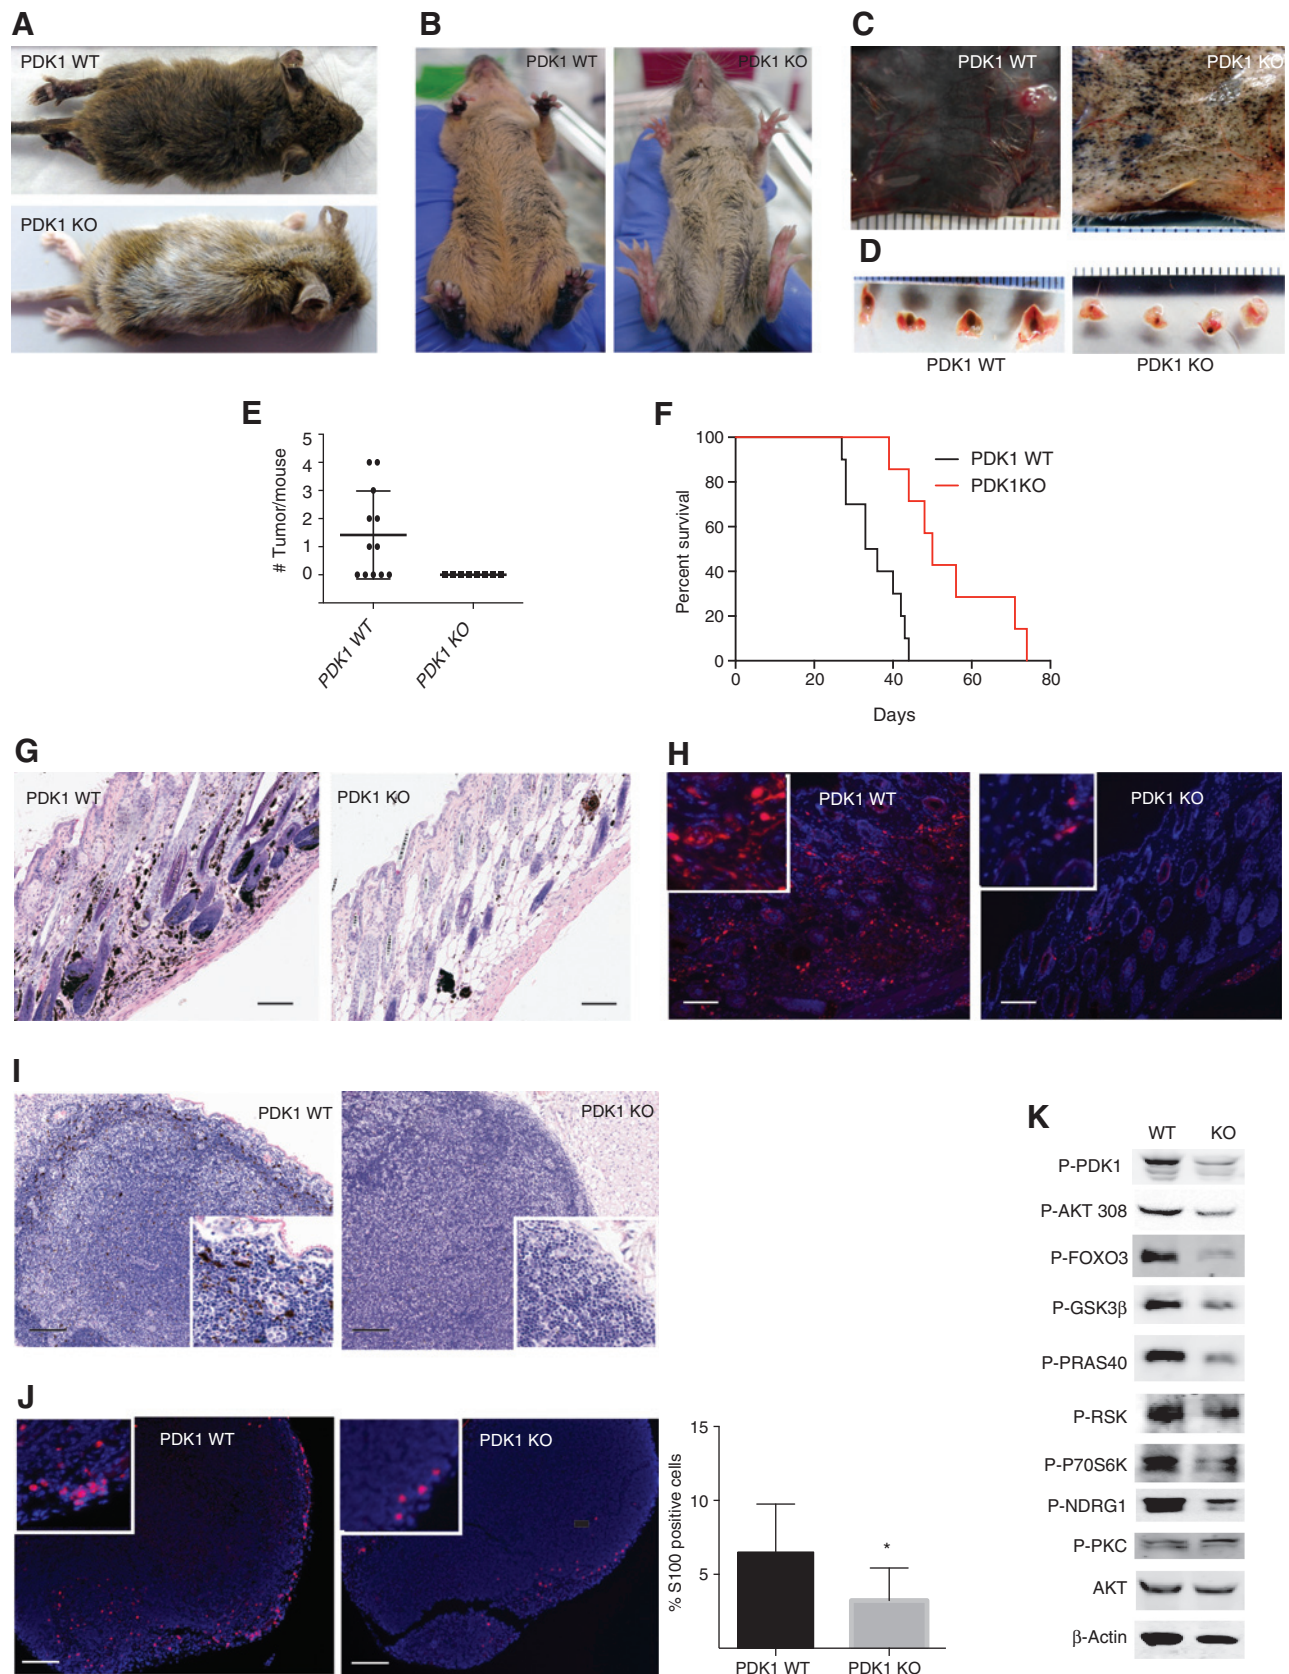 A
PDK1 WT
PDK1 KO
B
PDK1 WT
PDK1 KO
C
PDK1 WT
PDK1 KO
D
PDK1 WT
PDK1 KO
E
# Tumor/mouse
5
4
3
2
1
0
PDK1 WT
PDK1 KO
F
Percent survival
100
80
60
40
20
0
0 20 40 60 80
Days
PDK1 WT
PDK1KO
G
PDK1 WT
PDK1 KO
H
PDK1 WT
PDK1 KO
I
PDK1 WT
PDK1 KO
J
PDK1 WT
PDK1 KO
% S100 positive cells
15
10
5
*
PDK1 WT
PDK1 KO
K
WT KO
P-PDK1
P-AKT 308
P-FOXO3
P-GSK3β
P-PRAS40
P-RSK
P-P70S6K
P-NDRG1
P-PKC
AKT
β-Actin